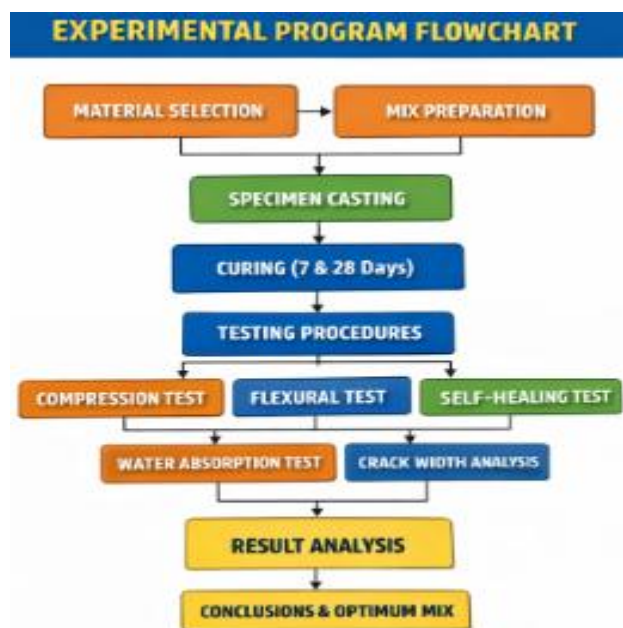 EXPERIMENTAL PROGRAM FLOWCHART
MATERIAL SELECTION
MIX PREPARATION
SPECIMEN CASTING
CURING (7 & 28 Days)
TESTING PROCEDURES
COMPRESSION TEST
FLEXURAL TEST
SELF-HEALING TEST
WATER ABSORPTION TEST
CRACK WIDTH ANALYSIS
RESULT ANALYSIS
CONCLUSIONS & OPTIMUM MIX